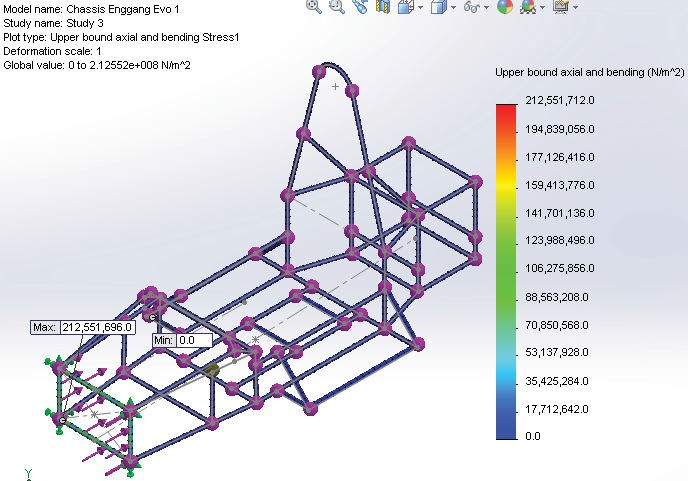 Model name: Chassis Enggang Evo 1
Study name: Study 3
Plot type: Upper bound axial and bending Stress1
Deformation scale: 1
Global value: 0 to 2.12552e+008 N/m^2
Upper bound axial and bending (N/m^2)
212,551,712.0
194,839,056.0
177,126,416.0
159,413,776.0
141,701,136.0
123,988,496.0
106,275,856.0
88,563,208.0
70,850,568.0
53,137,928.0
35,425,284.0
17,712,642.0
0.0
Max: 212,551,696.0
Min: 0.0
Y